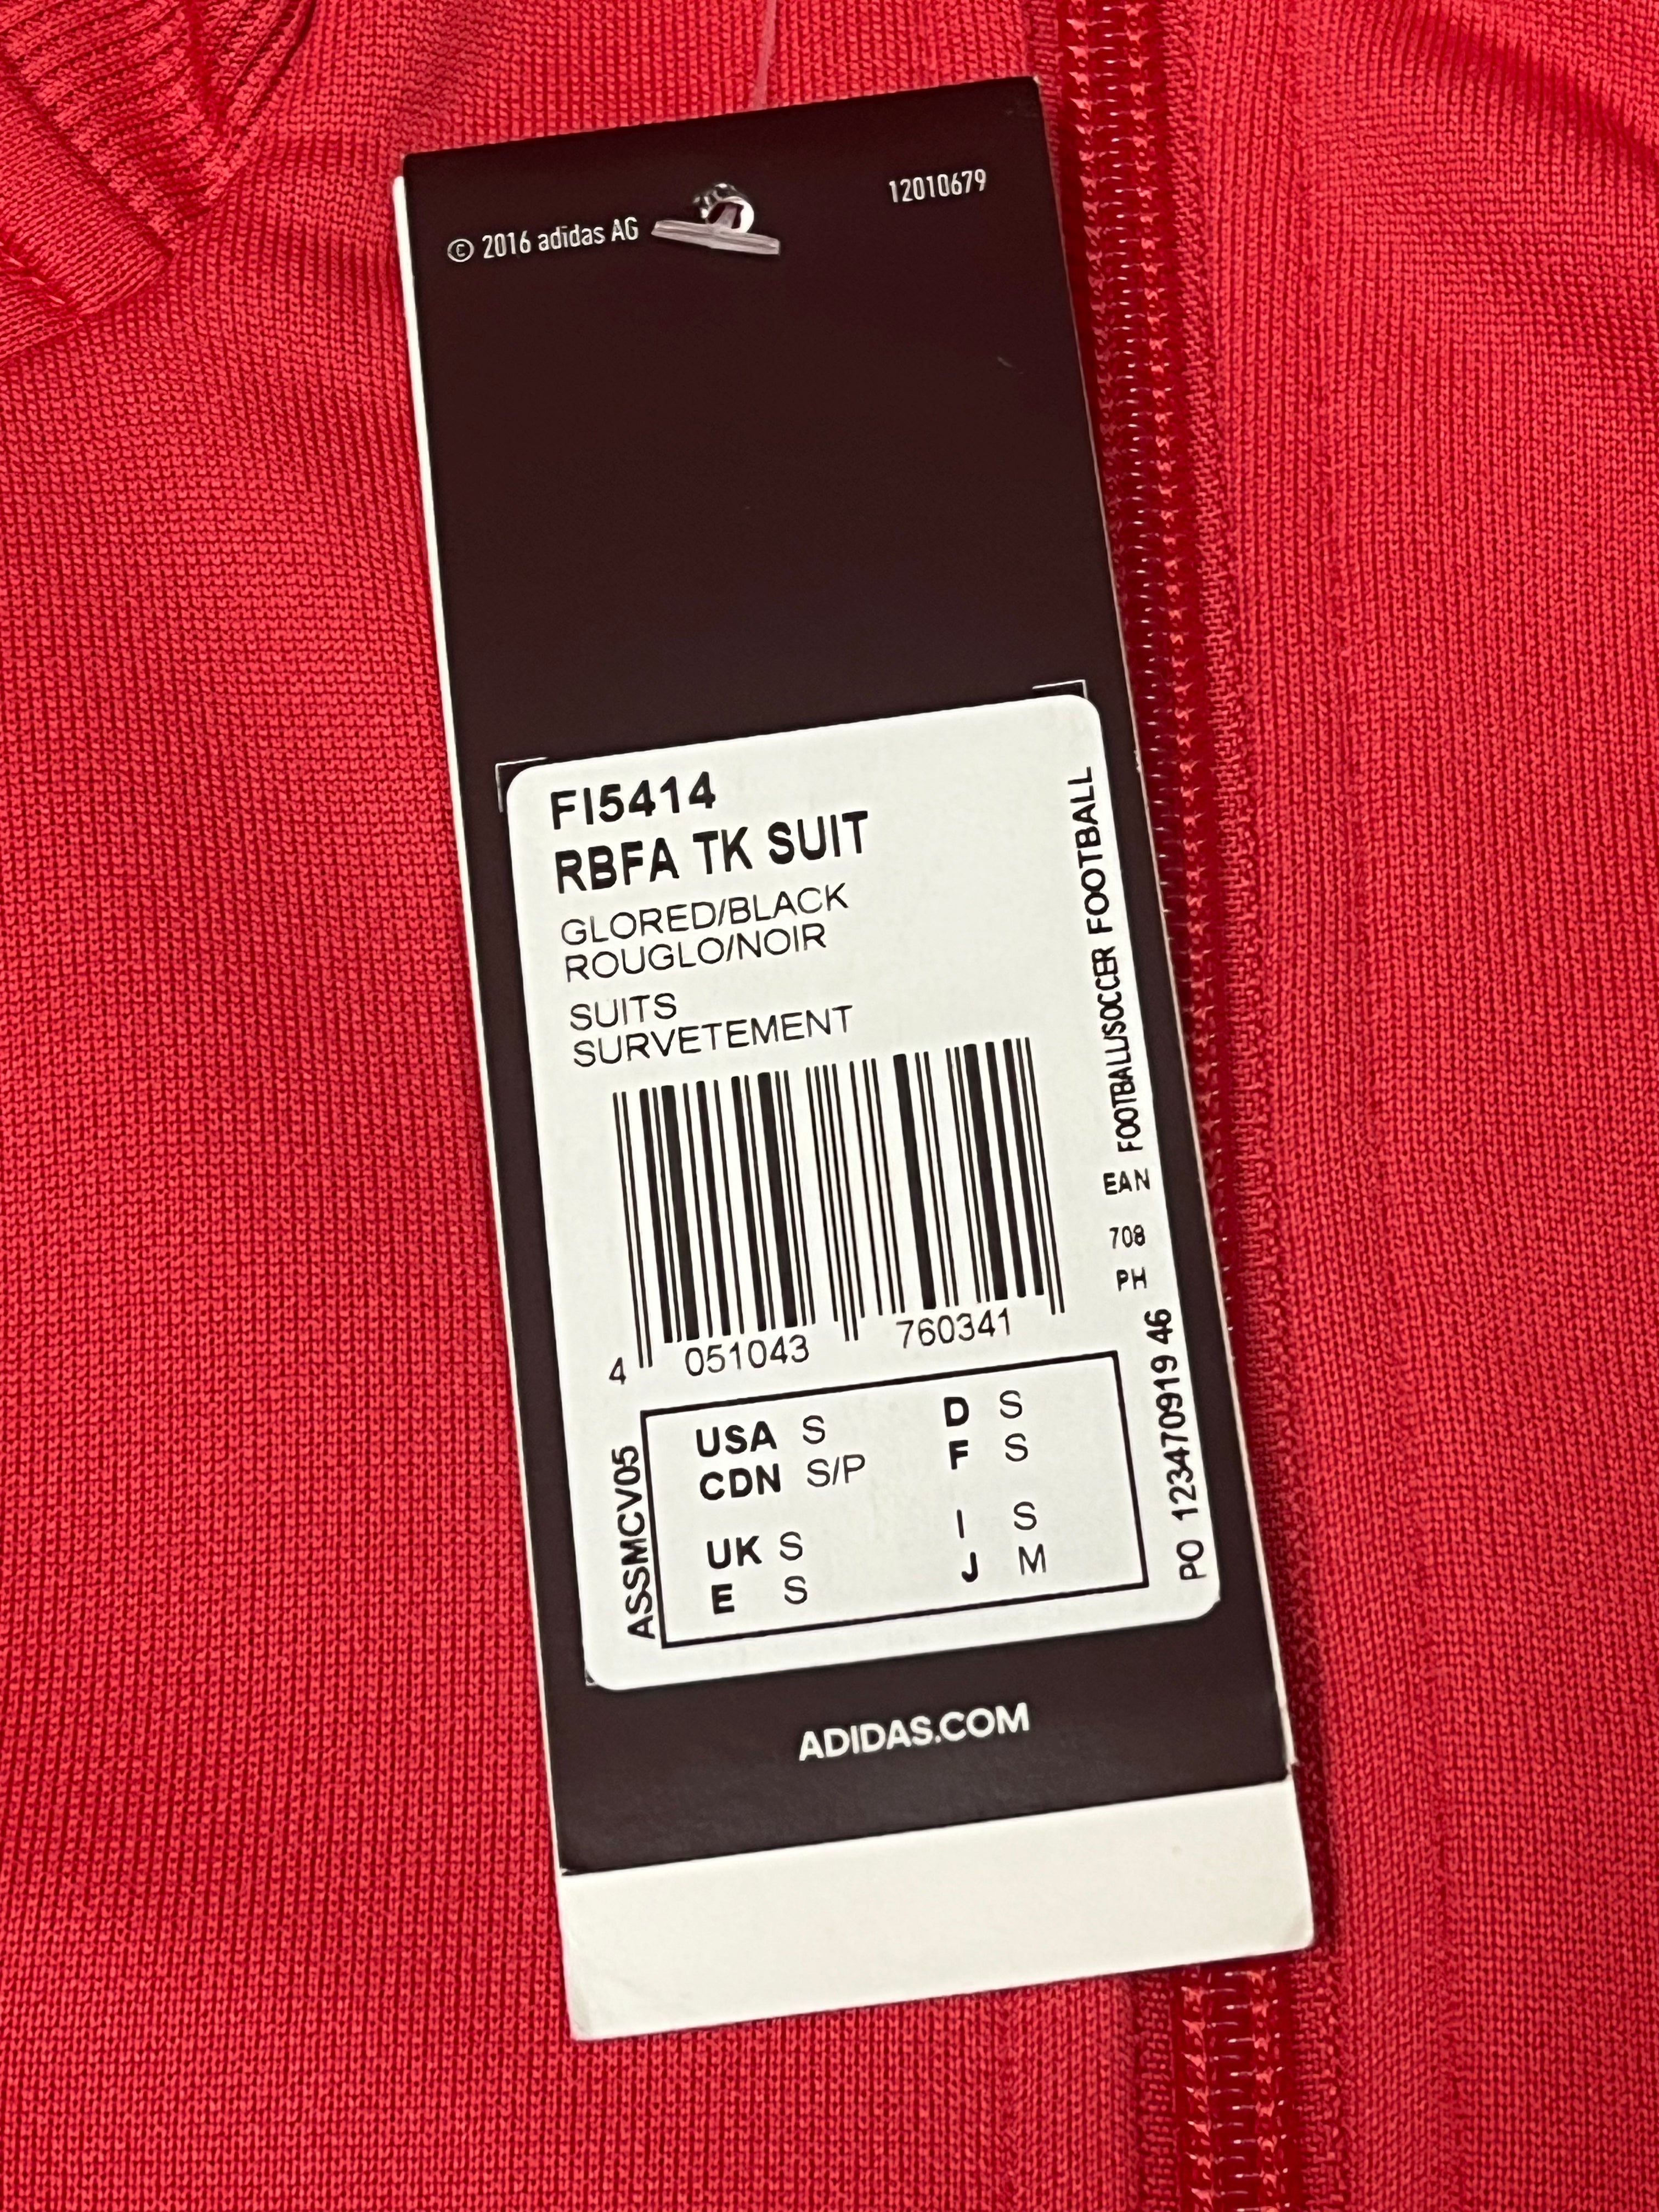 © 2016 adidas AG
12010679
FI5414
RBFA TK SUIT
GLORED/BLACK
ROUGLO/NOIR
SUITS
SURVETEMENT
FOOTBALL/SOCCER FOOTBALL
EAN
708
PH
PO 1234709194 6
4 051043 760341
ASSMCV05
USA S
CDN S/P
UK S
E S
D S
F S
I S
J M
ADIDAS.COM